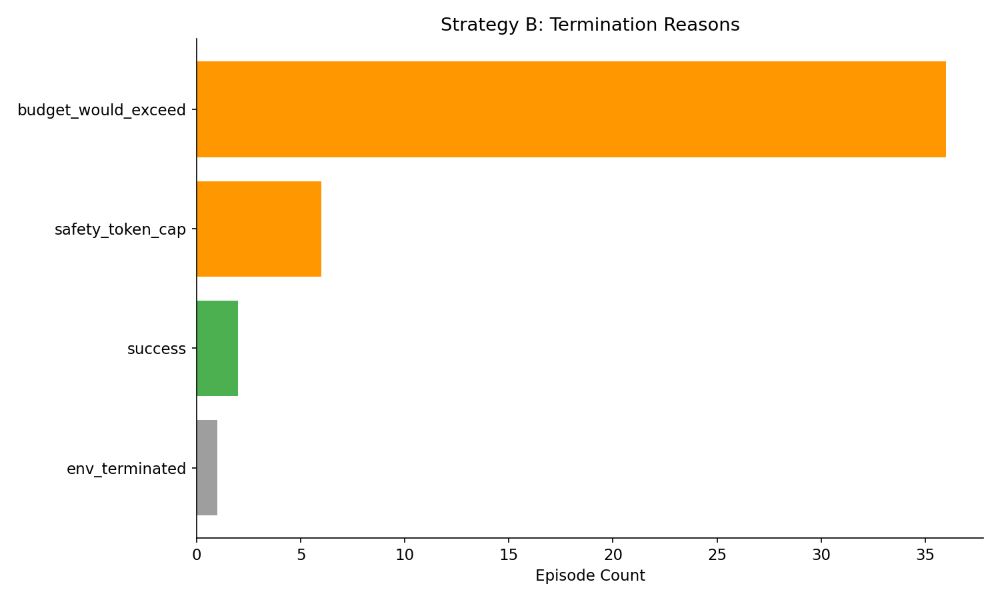 Strategy B: Termination Reasons
budget_would_exceed
safety_token_cap
success
env_terminated
0 5 10 15 20 25 30 35
Episode Count